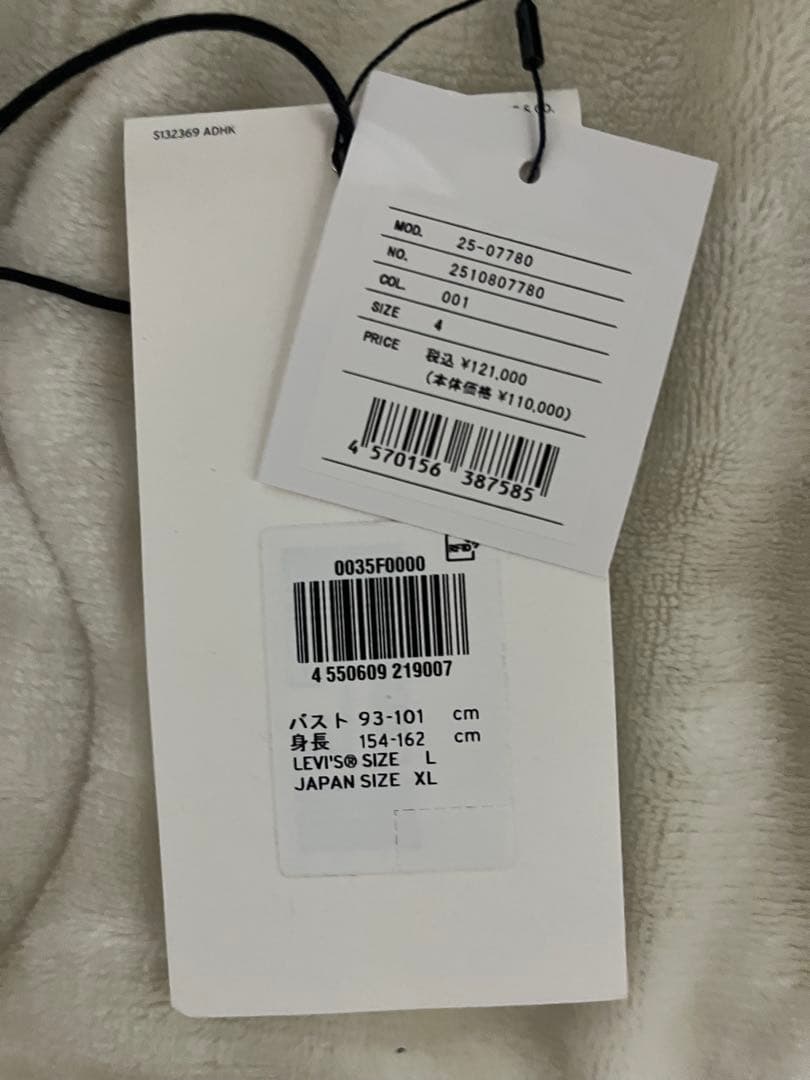 S132369 ADHK
& CO.
MOD. 25-07780
NO. 2510807780
COL. 001
SIZE 4
PRICE 税込 ¥121,000
(本体価格 ¥110,000)
4 570156 387585
RFID
0035F0000
4 550609 219007
バスト 93-101 cm
身長 154-162 cm
LEVI'S® SIZE L
JAPAN SIZE XL